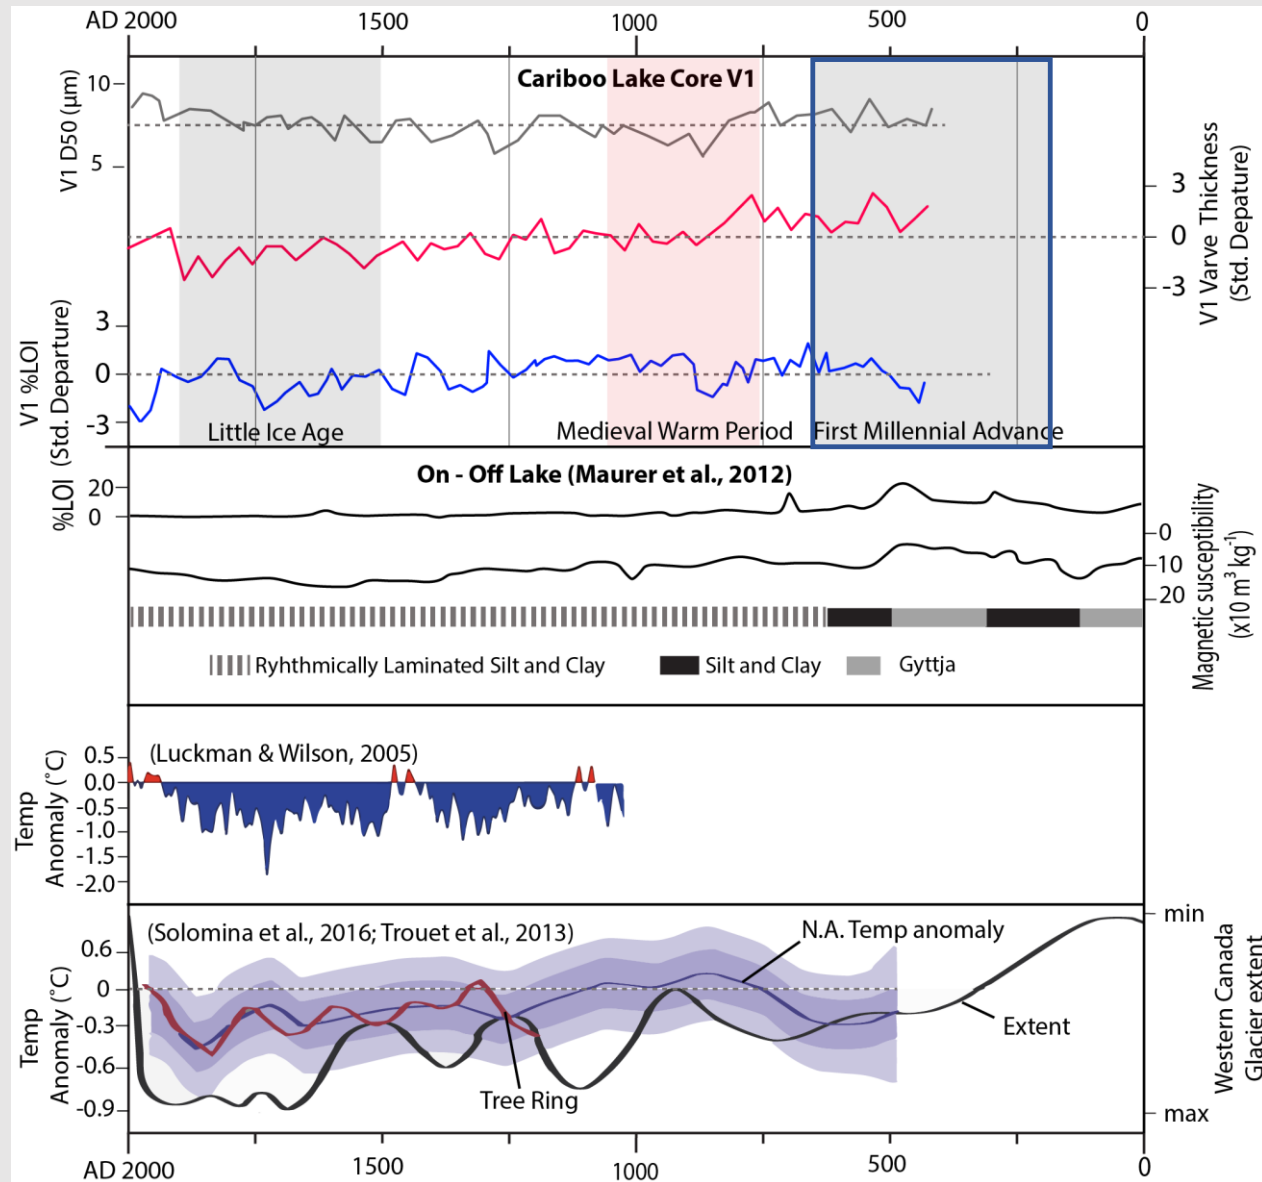 AD 2000 1500 1000 500 0
Cariboo Lake Core V1
V1 D50 (µm)
10
5
V1 Varve Thickness
(Std. Depature)
3
0
-3
V1 %LOI
(Std. Departure)
3
0
-3
Little Ice Age
Medieval Warm Period
First Millennial Advance
On - Off Lake (Maurer et al., 2012)
%LOI
20
0
Magnetic susceptibility
(x10 m³ kg⁻¹)
0
10
20
Ryhthmically Laminated Silt and Clay
Silt and Clay
Gyttja
(Luckman & Wilson, 2005)
Temp
Anomaly (˚C)
0.5
0.0
-0.5
-1.0
-1.5
-2.0
(Solomina et al., 2016; Trouet et al., 2013)
N.A. Temp anomaly
Temp
Anomaly (˚C)
0.6
0
-0.3
-0.6
-0.9
Extent
Tree Ring
Western Canada
Glacier extent
min
max
AD 2000 1500 1000 500 0